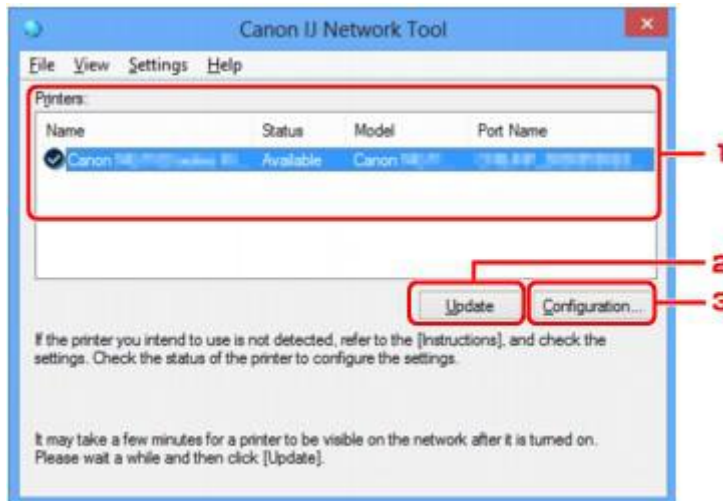 Canon IJ Network Tool
File View Settings Help
Printers:
Name Status Model Port Name
Canon Available Canon
1
2
Update Configuration...
3
If the printer you intend to use is not detected, refer to the [Instructions], and check the
settings. Check the status of the printer to configure the settings.
It may take a few minutes for a printer to be visible on the network after it is turned on.
Please wait a while and then click [Update].